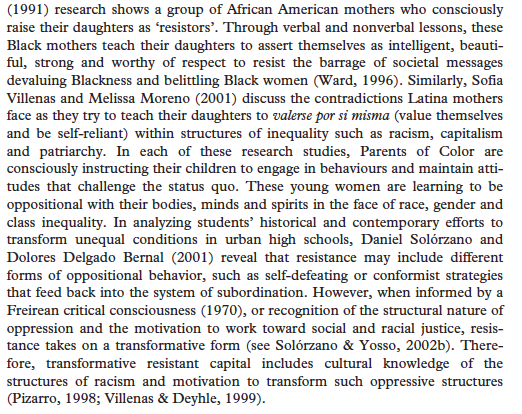 (1991) research shows a group of African American mothers who consciously
raise their daughters as ‘resistors’. Through verbal and nonverbal lessons, these
Black mothers teach their daughters to assert themselves as intelligent, beauti-
ful, strong and worthy of respect to resist the barrage of societal messages
devaluing Blackness and belittling Black women (Ward, 1996). Similarly, Sofia
Villenas and Melissa Moreno (2001) discuss the contradictions Latina mothers
face as they try to teach their daughters to valerse por si misma (value themselves
and be self-reliant) within structures of inequality such as racism, capitalism
and patriarchy. In each of these research studies, Parents of Color are
consciously instructing their children to engage in behaviours and maintain atti-
tudes that challenge the status quo. These young women are learning to be
oppositional with their bodies, minds and spirits in the face of race, gender and
class inequality. In analyzing students’ historical and contemporary efforts to
transform unequal conditions in urban high schools, Daniel Solórzano and
Dolores Delgado Bernal (2001) reveal that resistance may include different
forms of oppositional behavior, such as self-defeating or conformist strategies
that feed back into the system of subordination. However, when informed by a
Freirean critical consciousness (1970), or recognition of the structural nature of
oppression and the motivation to work toward social and racial justice, resis-
tance takes on a transformative form (see Solórzano & Yosso, 2002b). There-
fore, transformative resistant capital includes cultural knowledge of the
structures of racism and motivation to transform such oppressive structures
(Pizarro, 1998; Villenas & Deyhle, 1999).